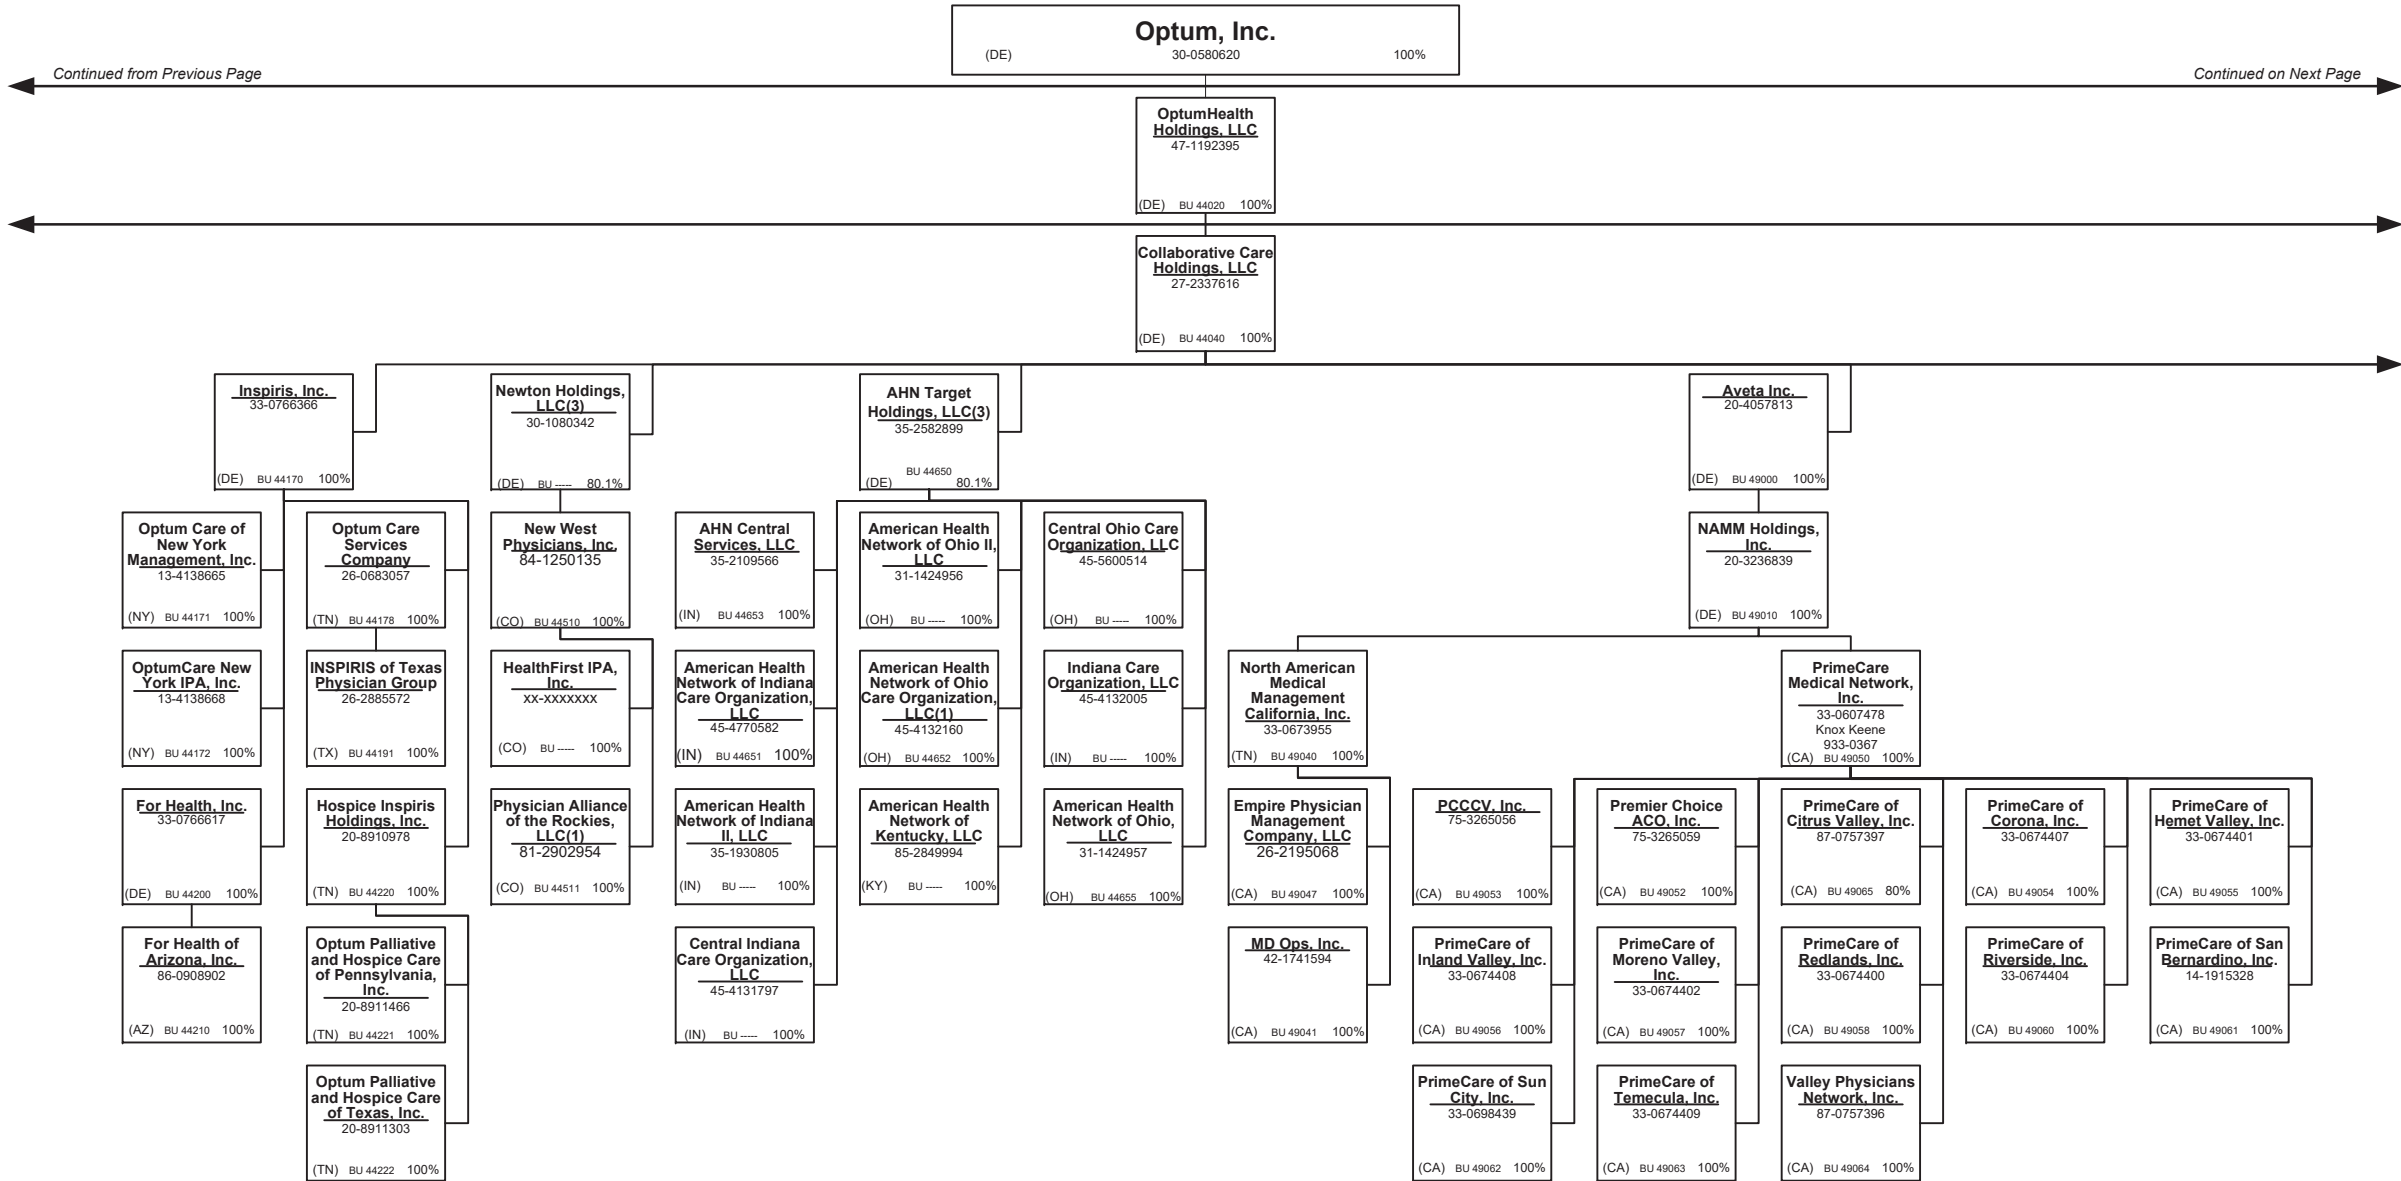 Optum, Inc.
(DE) 30-0580620 100%
Continued from Previous Page
Continued on Next Page
OptumHealth
Holdings, LLC
47-1192395
(DE) BU 44020 100%
Collaborative Care
Holdings, LLC
27-2337616
(DE) BU 44040 100%
Inspiris, Inc.
33-0766366
(DE) BU 44170 100%
Newton Holdings,
LLC(3)
30-1080342
(DE) BU ----- 80.1%
AHN Target
Holdings, LLC(3)
35-2582899
BU 44650
(DE) 80.1%
Aveta Inc.
20-4057813
(DE) BU 49000 100%
Optum Care of
New York
Management, Inc.
13-4138665
(NY) BU 44171 100%
Optum Care
Services
Company
26-0683057
(TN) BU 44178 100%
New West
Physicians, Inc.
84-1250135
(CO) BU 44510 100%
AHN Central
Services, LLC
35-2109566
(IN) BU 44653 100%
American Health
Network of Ohio II,
LLC
31-1424956
(OH) BU ----- 100%
Central Ohio Care
Organization, LLC
45-5600514
(OH) BU ----- 100%
NAMM Holdings,
Inc.
20-3236839
(DE) BU 49010 100%
OptumCare New
York IPA, Inc.
13-4138668
(NY) BU 44172 100%
INSPIRIS of Texas
Physician Group
26-2885572
(TX) BU 44191 100%
HealthFirst IPA,
Inc.
xx-xxxxxxx
(CO) BU ----- 100%
American Health
Network of Indiana
Care Organization,
LLC
45-4770582
(IN) BU 44651 100%
American Health
Network of Ohio
Care Organization,
LLC(1)
45-4132160
(OH) BU 44652 100%
Indiana Care
Organization, LLC
45-4132005
(IN) BU ----- 100%
North American
Medical
Management
California, Inc.
33-0673955
(TN) BU 49040 100%
PrimeCare
Medical Network,
Inc.
33-0607478
Knox Keene
933-0367
(CA) BU 49050 100%
For Health, Inc.
33-0766617
(DE) BU 44200 100%
Hospice Inspiris
Holdings, Inc.
20-8910978
(TN) BU 44220 100%
Physician Alliance
of the Rockies,
LLC(1)
81-2902954
(CO) BU 44511 100%
American Health
Network of Indiana
II, LLC
35-1930805
(IN) BU ----- 100%
American Health
Network of
Kentucky, LLC
85-2849994
(KY) BU ----- 100%
American Health
Network of Ohio,
LLC
31-1424957
(OH) BU 44655 100%
Empire Physician
Management
Company, LLC
26-2195068
(CA) BU 49047 100%
PCCCV, Inc.
75-3265056
(CA) BU 49053 100%
Premier Choice
ACO, Inc.
75-3265059
(CA) BU 49052 100%
PrimeCare of
Citrus Valley, Inc.
87-0757397
(CA) BU 49065 80%
PrimeCare of
Corona, Inc.
33-0674407
(CA) BU 49054 100%
PrimeCare of
Hemet Valley, Inc.
33-0674401
(CA) BU 49055 100%
For Health of
Arizona, Inc.
86-0908902
(AZ) BU 44210 100%
Optum Palliative
and Hospice Care
of Pennsylvania,
Inc.
20-8911466
(TN) BU 44221 100%
Central Indiana
Care Organization,
LLC
45-4131797
(IN) BU ----- 100%
MD Ops, Inc.
42-1741594
(CA) BU 49041 100%
PrimeCare of
Inland Valley, Inc.
33-0674408
(CA) BU 49056 100%
PrimeCare of
Moreno Valley,
Inc.
33-0674402
(CA) BU 49057 100%
PrimeCare of
Redlands, Inc.
33-0674400
(CA) BU 49058 100%
PrimeCare of
Riverside, Inc.
33-0674404
(CA) BU 49060 100%
PrimeCare of San
Bernardino, Inc.
14-1915328
(CA) BU 49061 100%
Optum Palliative
and Hospice Care
of Texas, Inc.
20-8911303
(TN) BU 44222 100%
PrimeCare of Sun
City, Inc.
33-0698439
(CA) BU 49062 100%
PrimeCare of
Temecula, Inc.
33-0674409
(CA) BU 49063 100%
Valley Physicians
Network, Inc.
87-0757396
(CA) BU 49064 100%